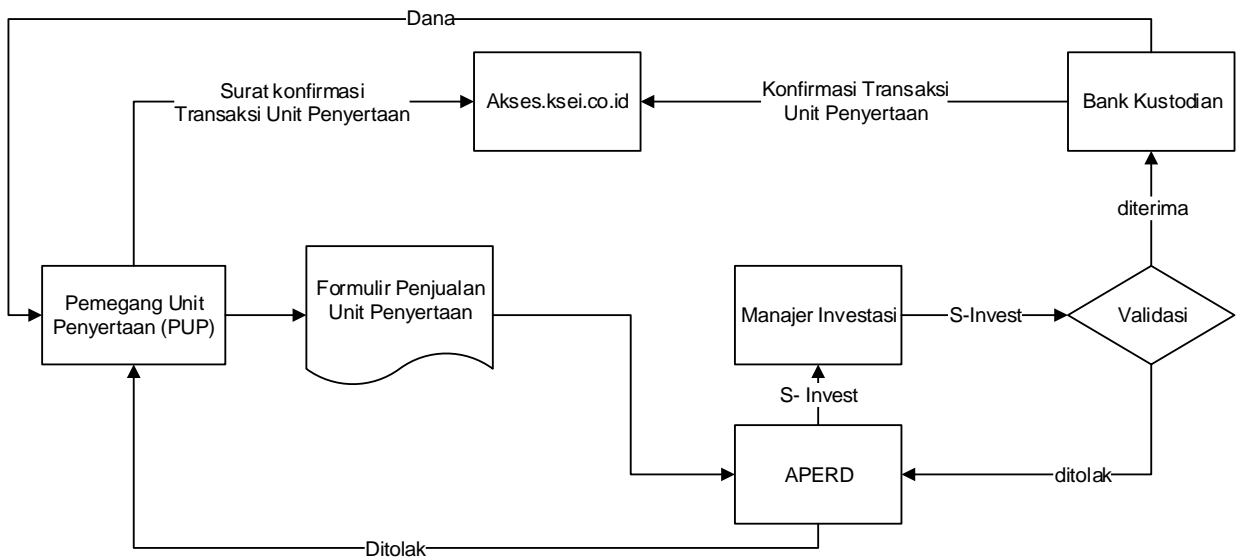 Dana
Surat konfirmasi
Transaksi Unit Penyertaan
Akses.ksei.co.id
Konfirmasi Transaksi
Unit Penyertaan
Bank Kustodian
diterima
Pemegang Unit
Penyertaan (PUP)
Formulir Penjualan
Unit Penyertaan
Manajer Investasi
S-Invest
Validasi
S- Invest
APERD
ditolak
Ditolak